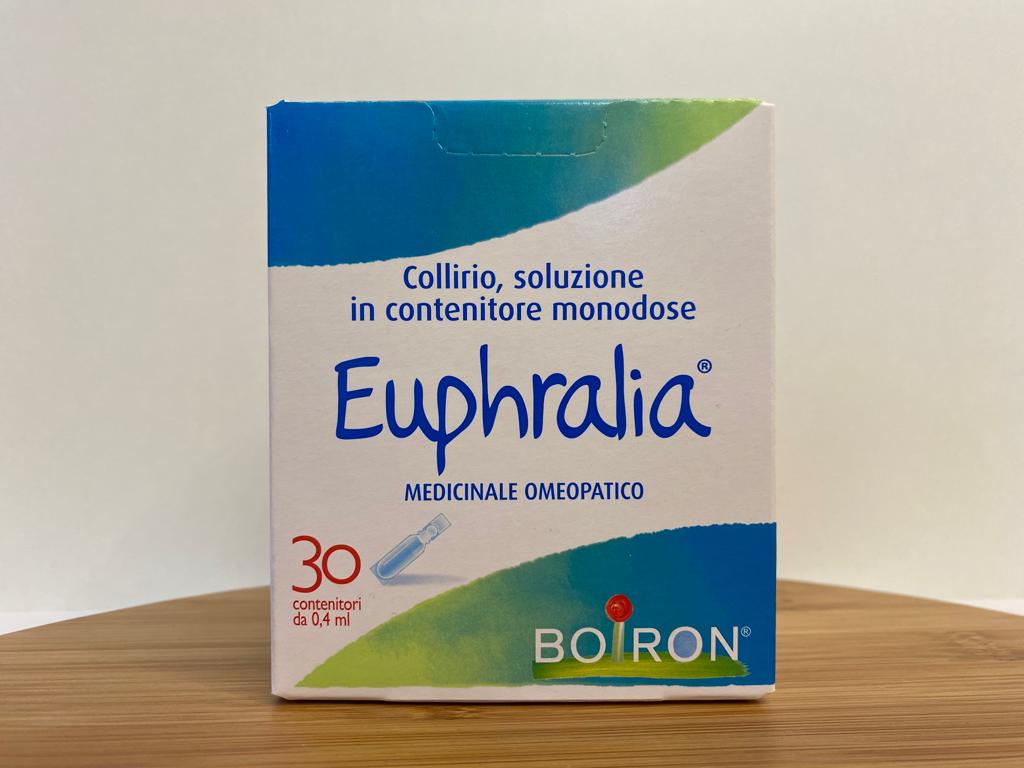 Collirio, soluzione
in contenitore monodose
Euphralia®
MEDICINALE OMEOPATICO
30
contenitori
da 0,4 ml
BOIRON®